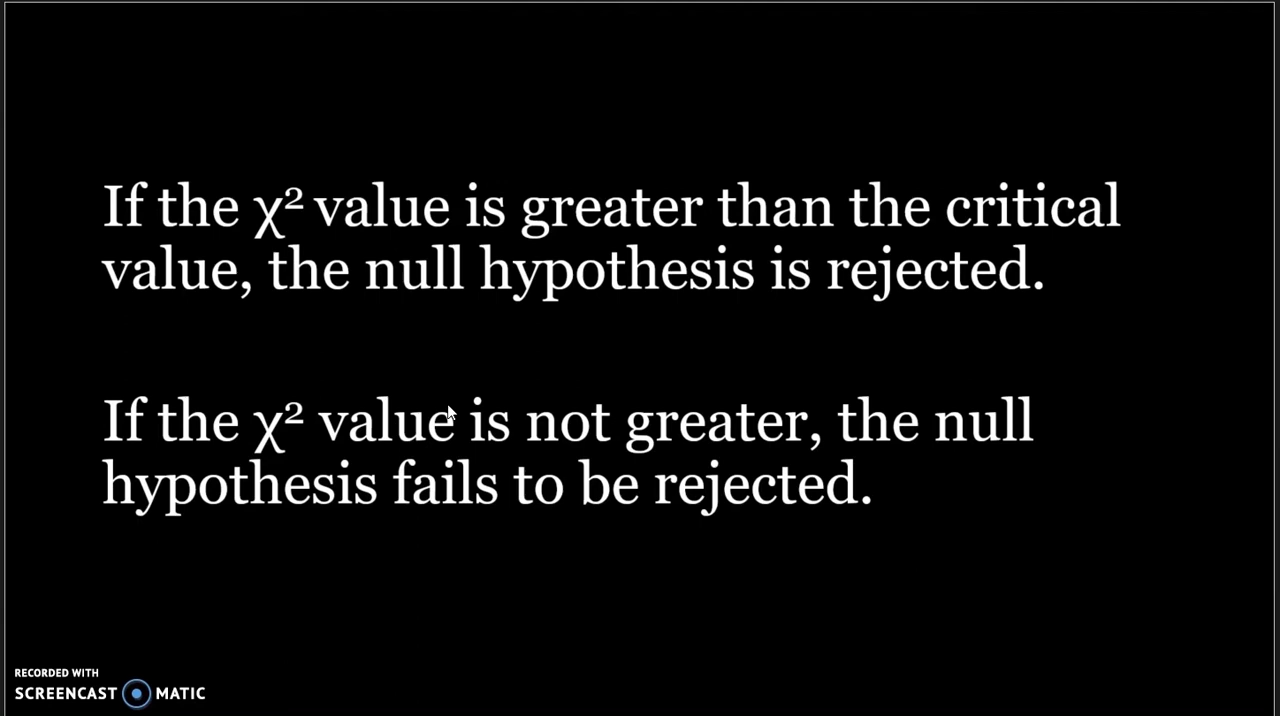 If the χ² value is greater than the critical
value, the null hypothesis is rejected.
If the χ² value is not greater, the null
hypothesis fails to be rejected.
RECORDED WITH
SCREENCAST MATIC